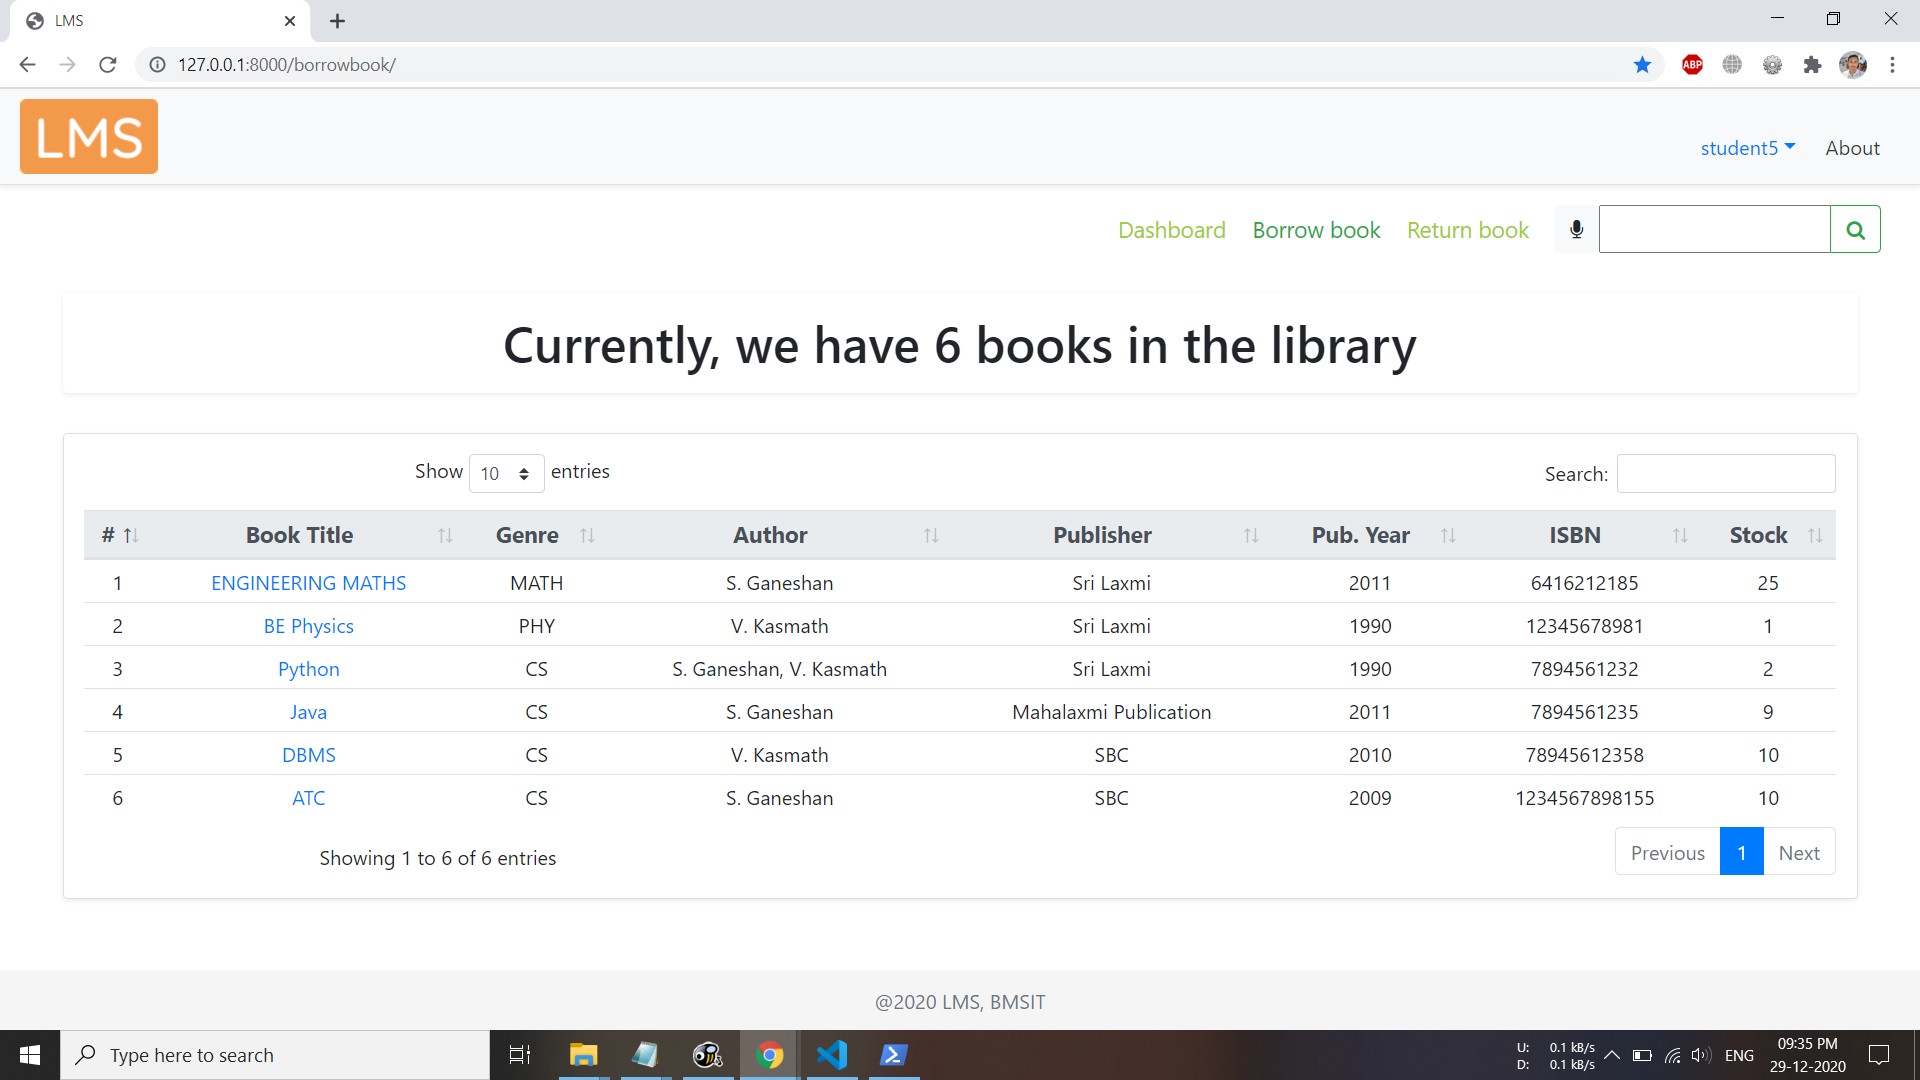 LMS
127.0.0.1:8000/borrowbook/
ABP
LMS
student5 About
Dashboard Borrow book Return book
Currently, we have 6 books in the library
Show 10 entries Search:
# Book Title Genre Author Publisher Pub. Year ISBN Stock
1 ENGINEERING MATHS MATH S. Ganeshan Sri Laxmi 2011 6416212185 25
2 BE Physics PHY V. Kasmath Sri Laxmi 1990 12345678981 1
3 Python CS S. Ganeshan, V. Kasmath Sri Laxmi 1990 7894561232 2
4 Java CS S. Ganeshan Mahalaxmi Publication 2011 7894561235 9
5 DBMS CS V. Kasmath SBC 2010 78945612358 10
6 ATC CS S. Ganeshan SBC 2009 1234567898155 10
Showing 1 to 6 of 6 entries Previous 1 Next
@2020 LMS, BMSIT
Type here to search
U: 0.1 kB/s
D: 0.1 kB/s
ENG
09:35 PM
29-12-2020